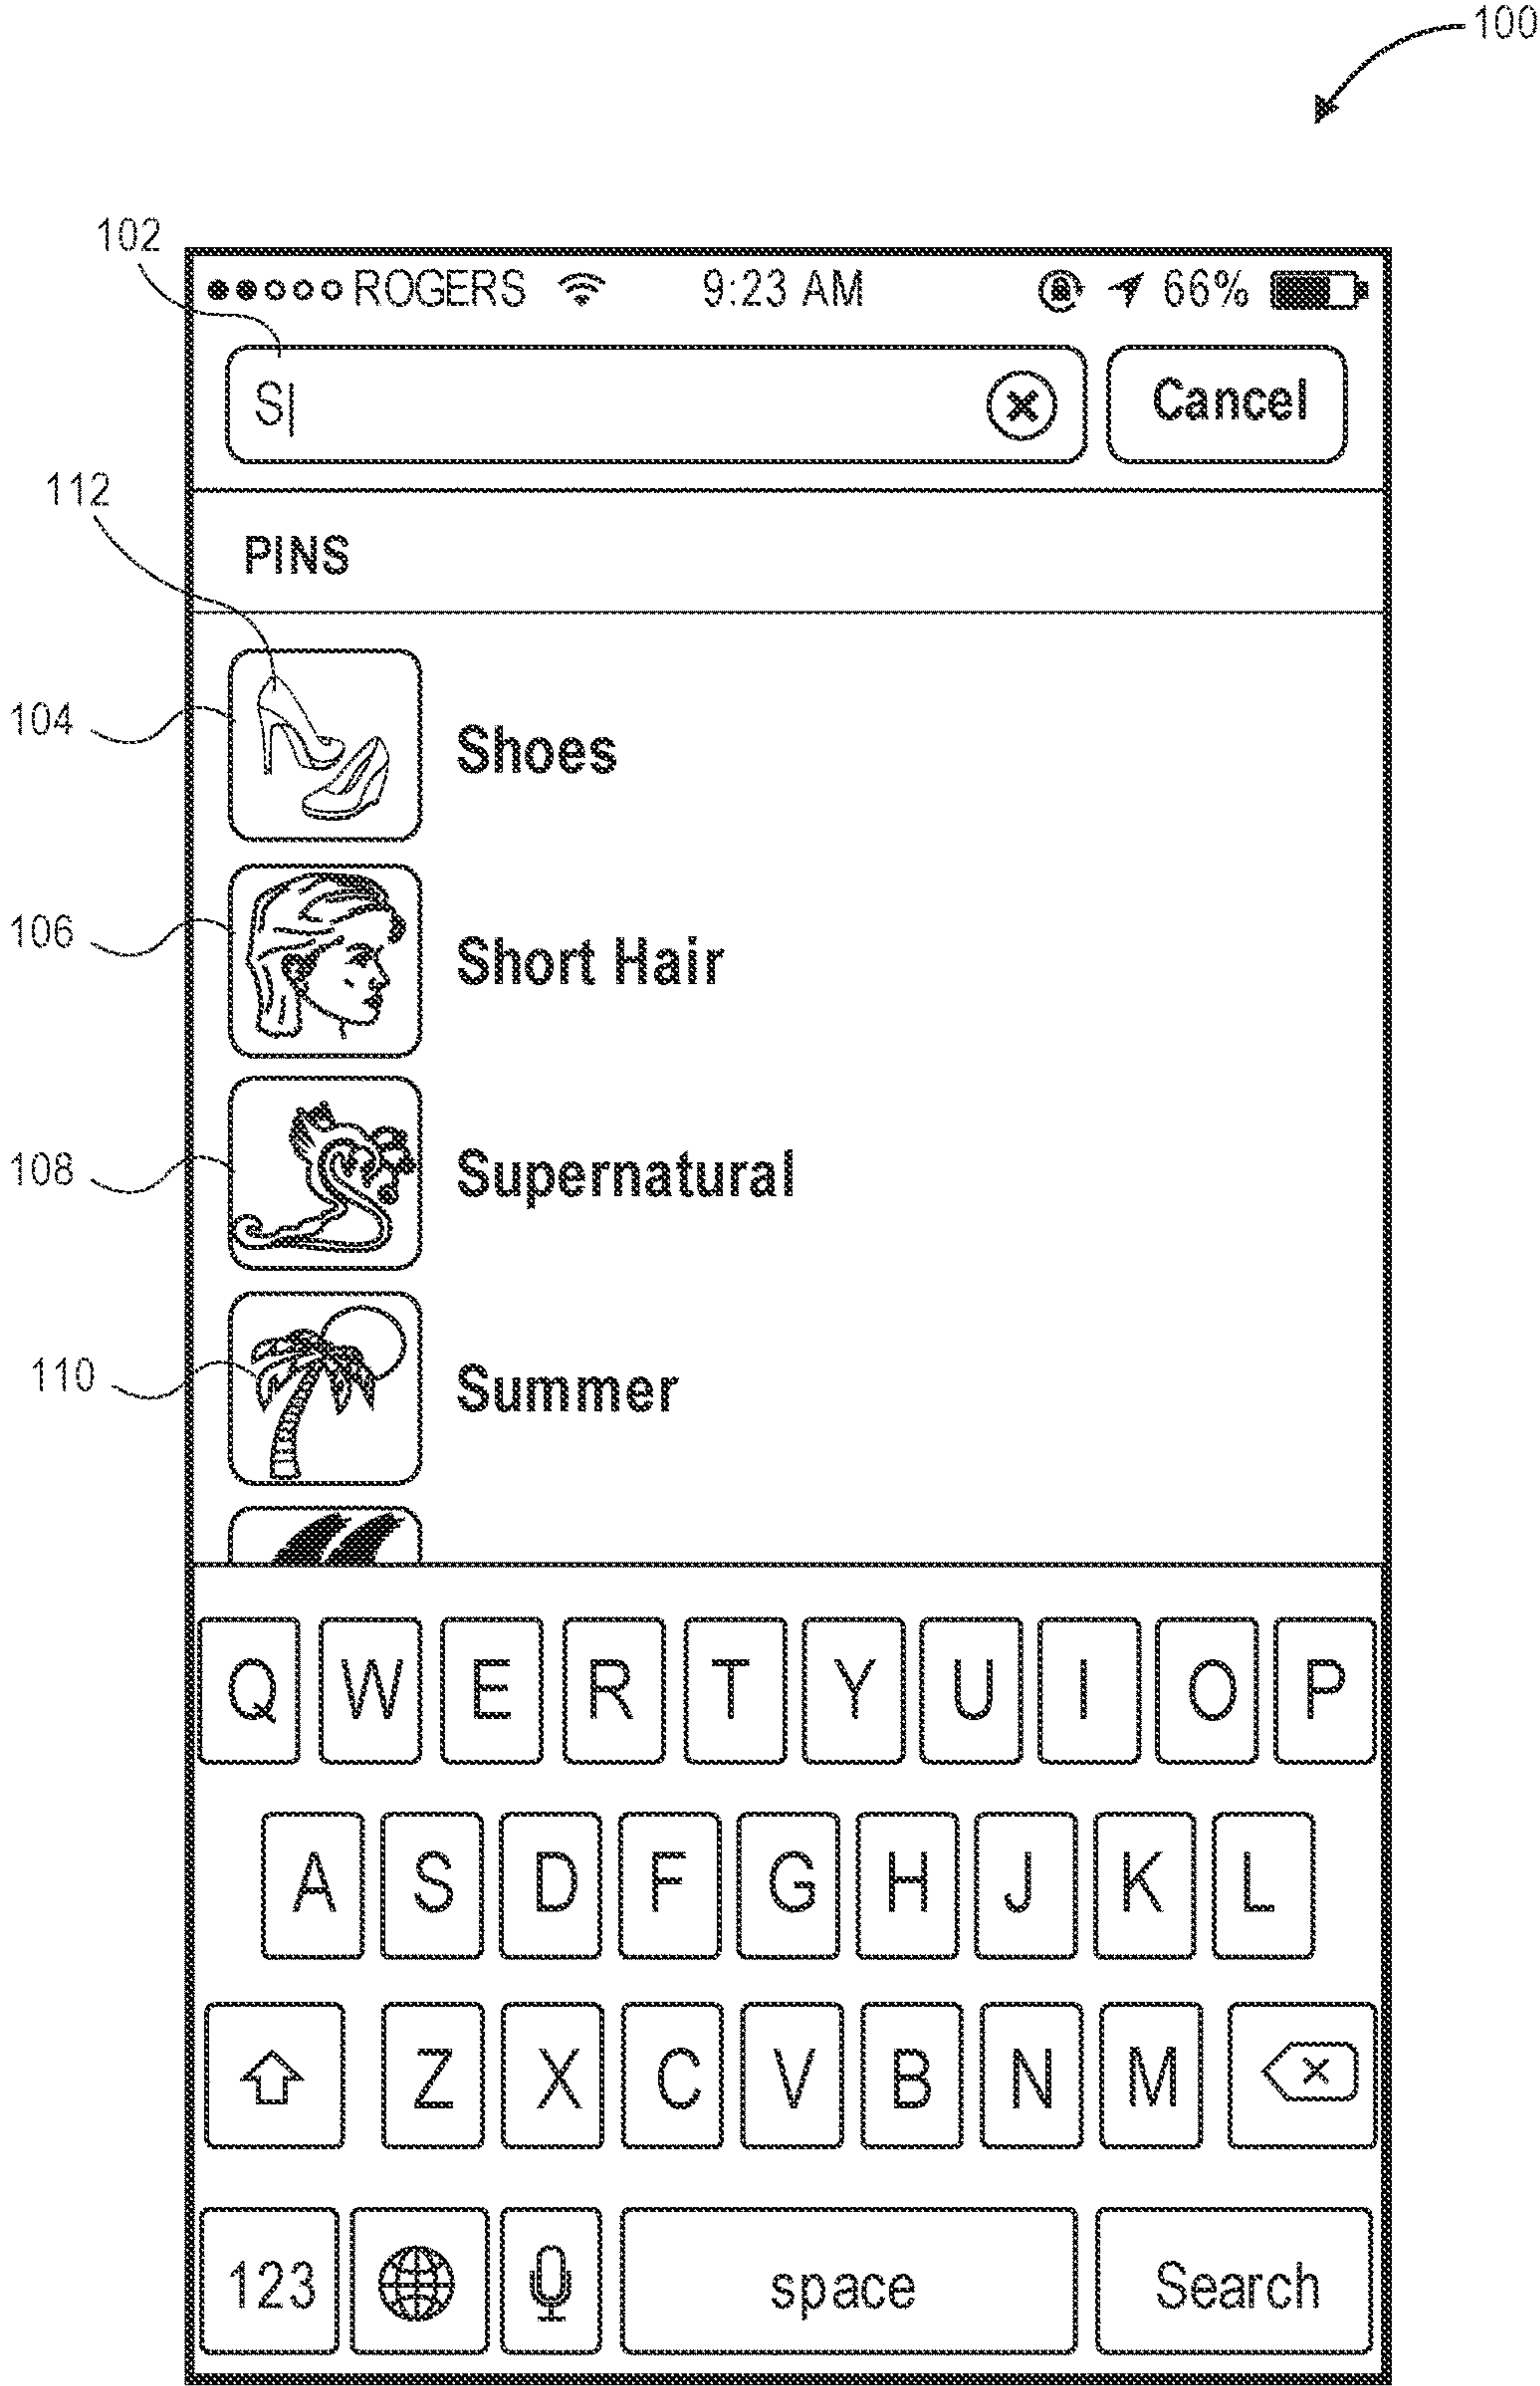 100
102
ROGERS 9:23 AM 66%
S
Cancel
112
PINS
104
Shoes
106
Short Hair
108
Supernatural
110
Summer
Q W E R T Y U I O P
A S D F G H J K L
Z X C V B N M
123 space Search